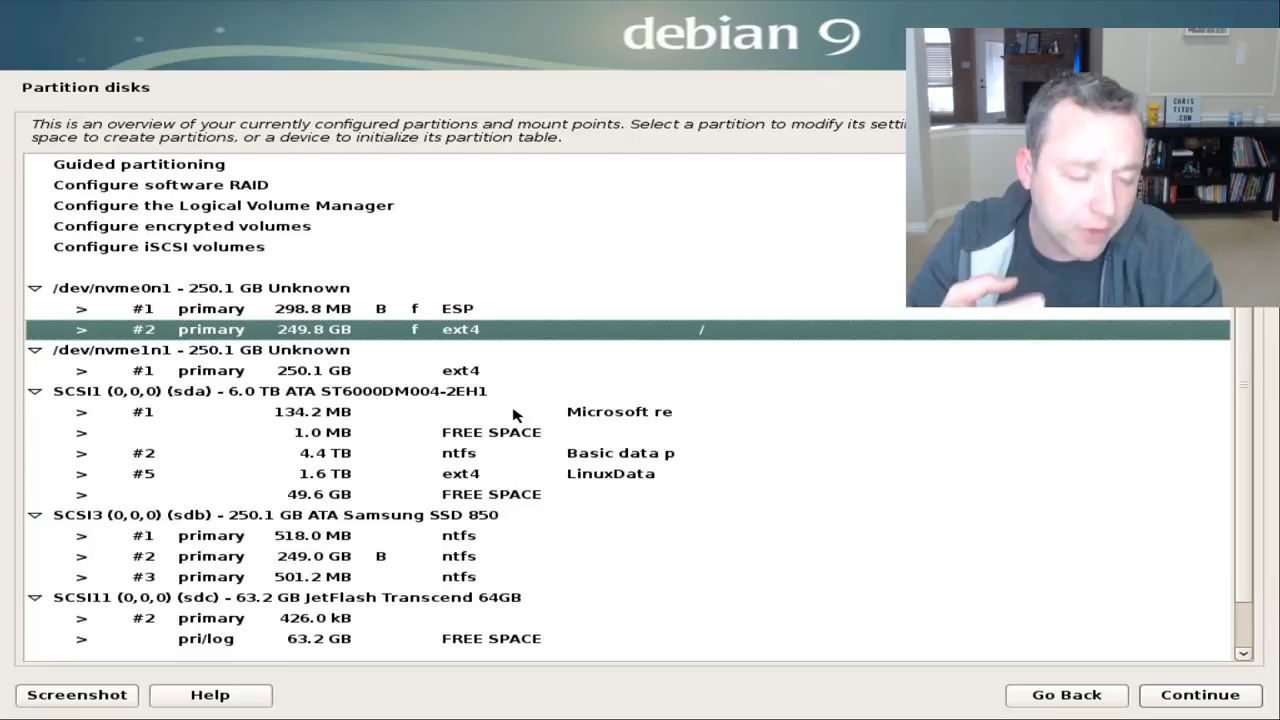 debian 9
Partition disks
This is an overview of your currently configured partitions and mount points. Select a partition to modify its setti
space to create partitions, or a device to initialize its partition table.
CHRIS
TITUS
.COM
Guided partitioning
Configure software RAID
Configure the Logical Volume Manager
Configure encrypted volumes
Configure iSCSI volumes
/dev/nvme0n1 - 250.1 GB Unknown
> #1 primary 298.8 MB B f ESP
> #2 primary 249.8 GB f ext4 /
/dev/nvme1n1 - 250.1 GB Unknown
> #1 primary 250.1 GB ext4
SCSI1 (0,0,0) (sda) - 6.0 TB ATA ST6000DM004-2EH1
> #1 134.2 MB Microsoft re
> 1.0 MB FREE SPACE
> #2 4.4 TB ntfs Basic data p
> #5 1.6 TB ext4 LinuxData
> 49.6 GB FREE SPACE
SCSI3 (0,0,0) (sdb) - 250.1 GB ATA Samsung SSD 850
> #1 primary 518.0 MB ntfs
> #2 primary 249.0 GB B ntfs
> #3 primary 501.2 MB ntfs
SCSI11 (0,0,0) (sdc) - 63.2 GB JetFlash Transcend 64GB
> #2 primary 426.0 kB
> pri/log 63.2 GB FREE SPACE
Screenshot
Help
Go Back
Continue